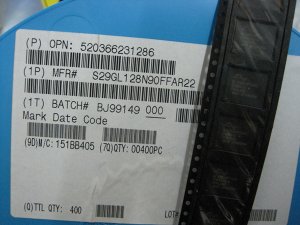 (P) OPN: 520366231286
(1P) MFR# S29GL128N90FFAR22
(1T) BATCH# BJ99149 000
Mark Date Code
(9D)M/C: 151BB405 (7Q)QTY: 00400PC
(Q)TTL QTY: 400 LOT#